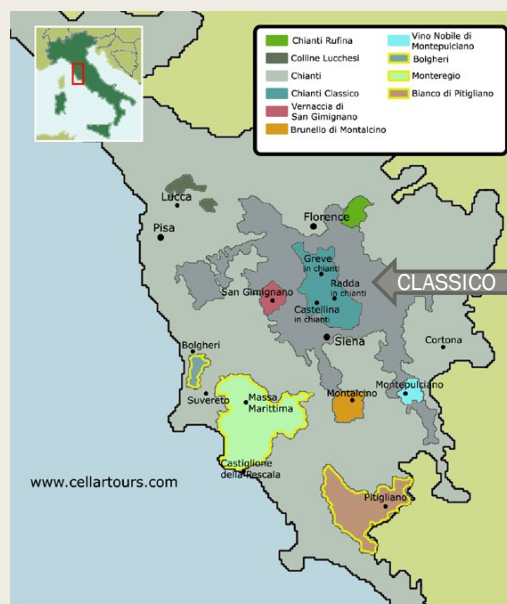 Chianti Rufina
Colline Lucchesi
Chianti
Chianti Classico
Vernaccia di
San Gimignano
Brunello di Montalcino
Vino Nobile di
Montepulciano
Bolgheri
Monteregio
Bianco di Pitigliano
Lucca
Florence
Pisa
Greve
in chianti
CLASSICO
Radda
in chianti
San Gimignano
Castellina
in chianti
Siena
Cortona
Bolgheri
Montepulciano
Montalcino
Suvereto
Massa
Marittima
Castiglione
della Rescala
www.cellartours.com
Pitigliano